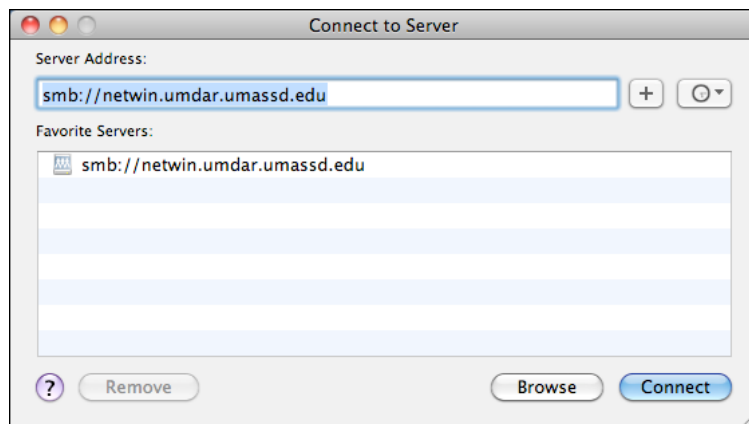 Connect to Server
Server Address:
smb://netwin.umdar.umassd.edu
+
Favorite Servers:
smb://netwin.umdar.umassd.edu
? Remove Browse Connect